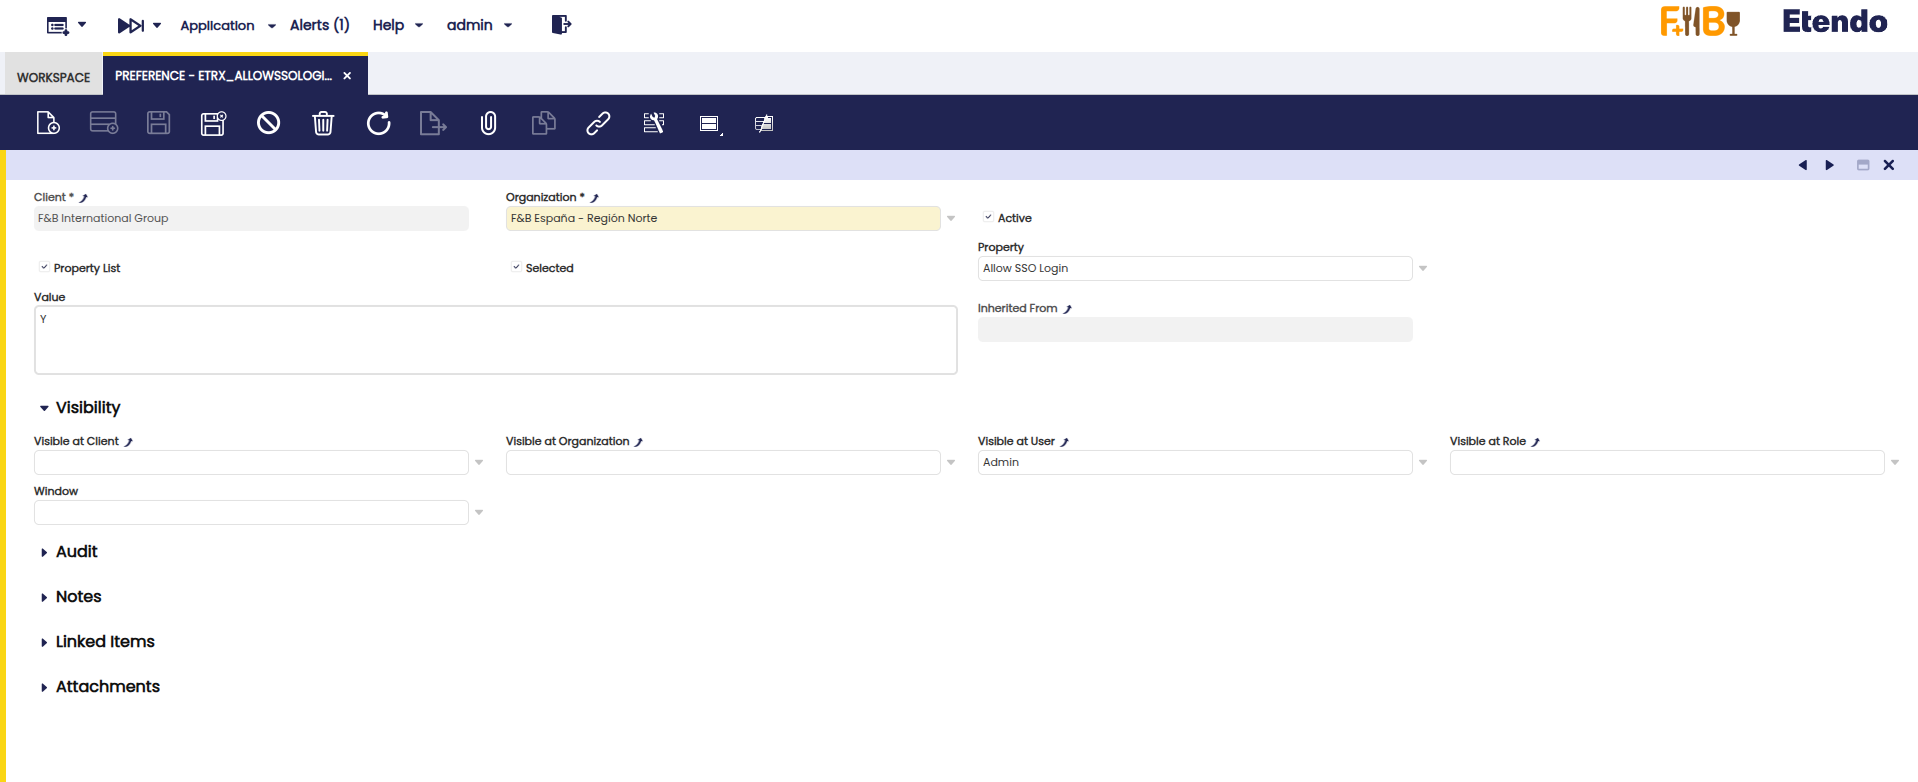 Application
Alerts (1)
Help
admin
F+B
Etendo
WORKSPACE
PREFERENCE - ETRX_ALLOWSSOLOGI...
Client *
Organization *
F&B International Group
F&B España - Región Norte
Active
Property
Property List
Selected
Allow SSO Login
Value
Y
Inherited From
Visibility
Visible at Client
Visible at Organization
Visible at User
Visible at Role
Admin
Window
Audit
Notes
Linked Items
Attachments